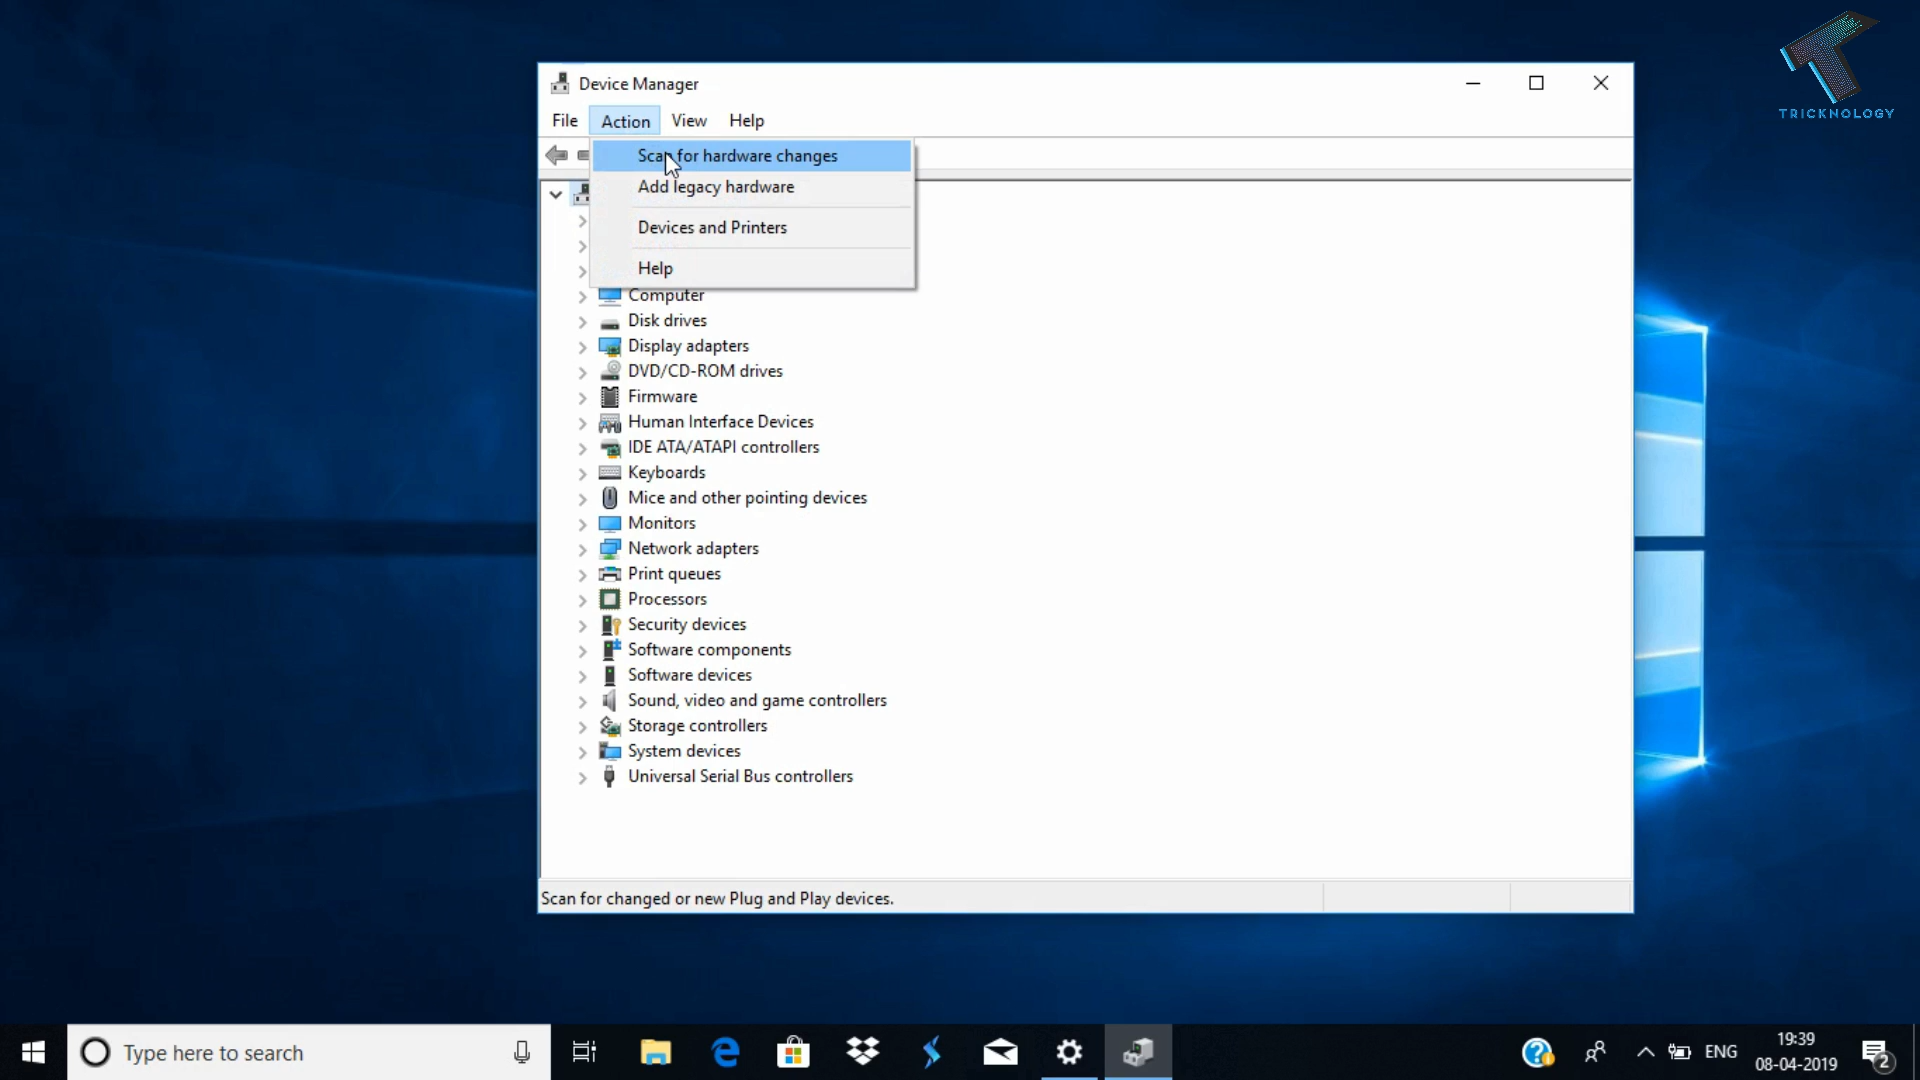 TRICKNOLOGY
Device Manager
File Action View Help
Scan for hardware changes
Add legacy hardware
Devices and Printers
Help
Computer
Disk drives
Display adapters
DVD/CD-ROM drives
Firmware
Human Interface Devices
IDE ATA/ATAPI controllers
Keyboards
Mice and other pointing devices
Monitors
Network adapters
Print queues
Processors
Security devices
Software components
Software devices
Sound, video and game controllers
Storage controllers
System devices
Universal Serial Bus controllers
Scan for changed or new Plug and Play devices.
Type here to search
ENG
19:39
08-04-2019
2